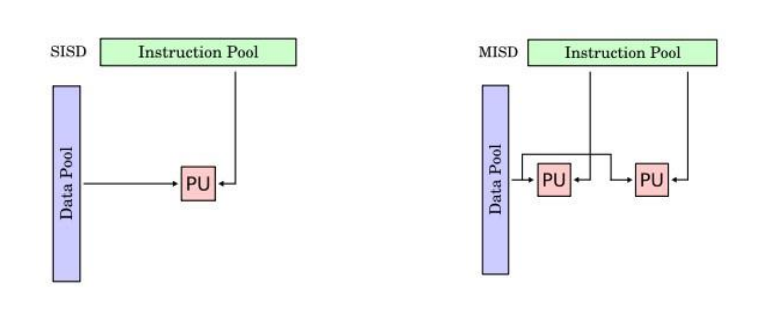 SISD
Instruction Pool
Data Pool
PU
MISD
Instruction Pool
Data Pool
PU
PU